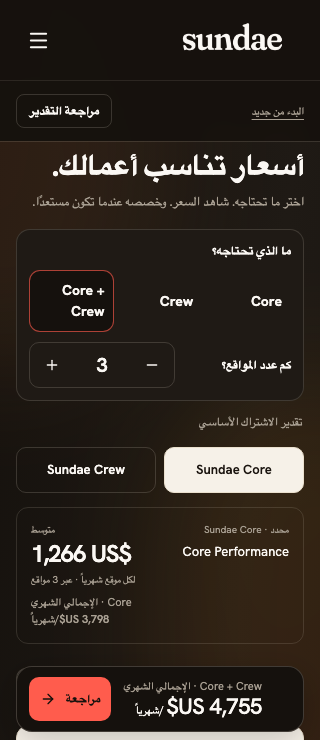 sundae
البدء من جديد
مراجعة التقدير
أسعار تناسب أعمالك.
اختر ما تحتاجه. شاهد السعر. وخصصه عندما تكون مستعدًا.
ما الذي تحتاجه؟
Core
Crew
Core +
Crew
كم عدد المواقع؟
− 3 +
تقدير الاشتراك الأساسي
Sundae Core
Sundae Crew
محدد · Sundae Core
Core Performance
متوسط
1,266 US$
لكل موقع شهرياً · عبر 3 مواقع
Core · الإجمالي الشهري
$US 3,798/شهرياً
Core + Crew · الإجمالي الشهري
$US 4,755 /شهرياً
مراجعة →